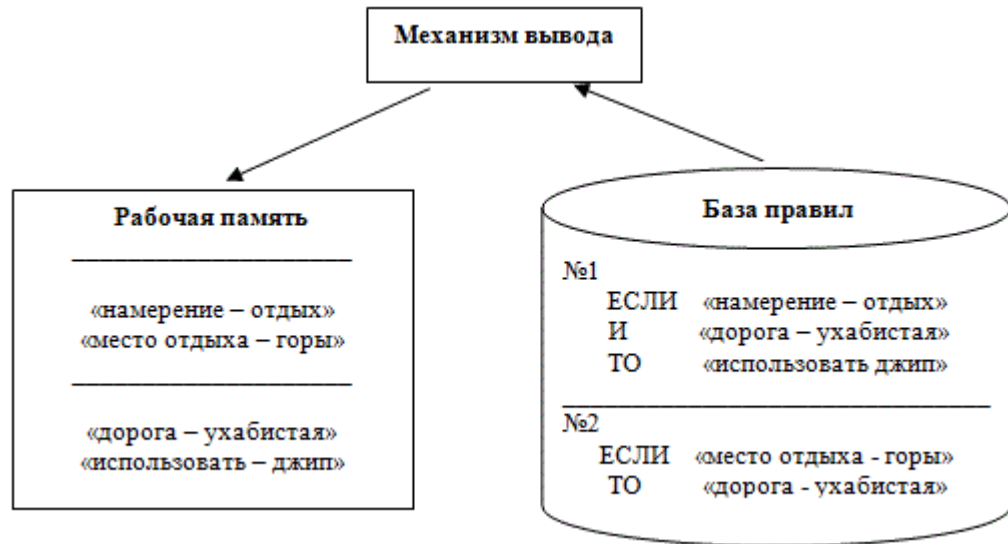 Механизм вывода
Рабочая память
«намерение – отдых»
«место отдыха – горы»
«дорога – ухабистая»
«использовать – джип»
База правил
№1
ЕСЛИ «намерение – отдых»
И «дорога – ухабистая»
ТО «использовать джип»
№2
ЕСЛИ «место отдыха - горы»
ТО «дорога - ухабистая»